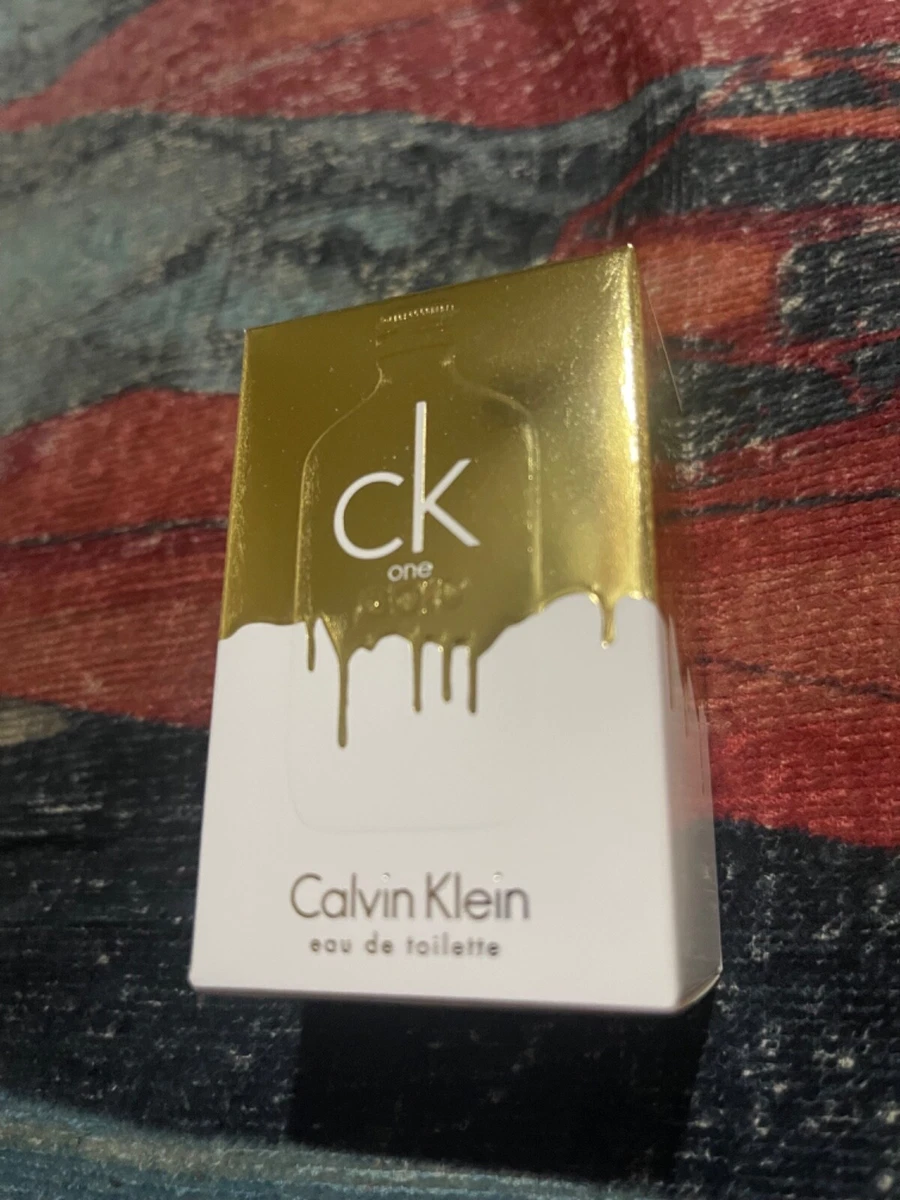 ck
one
Calvin Klein
eau de toilette